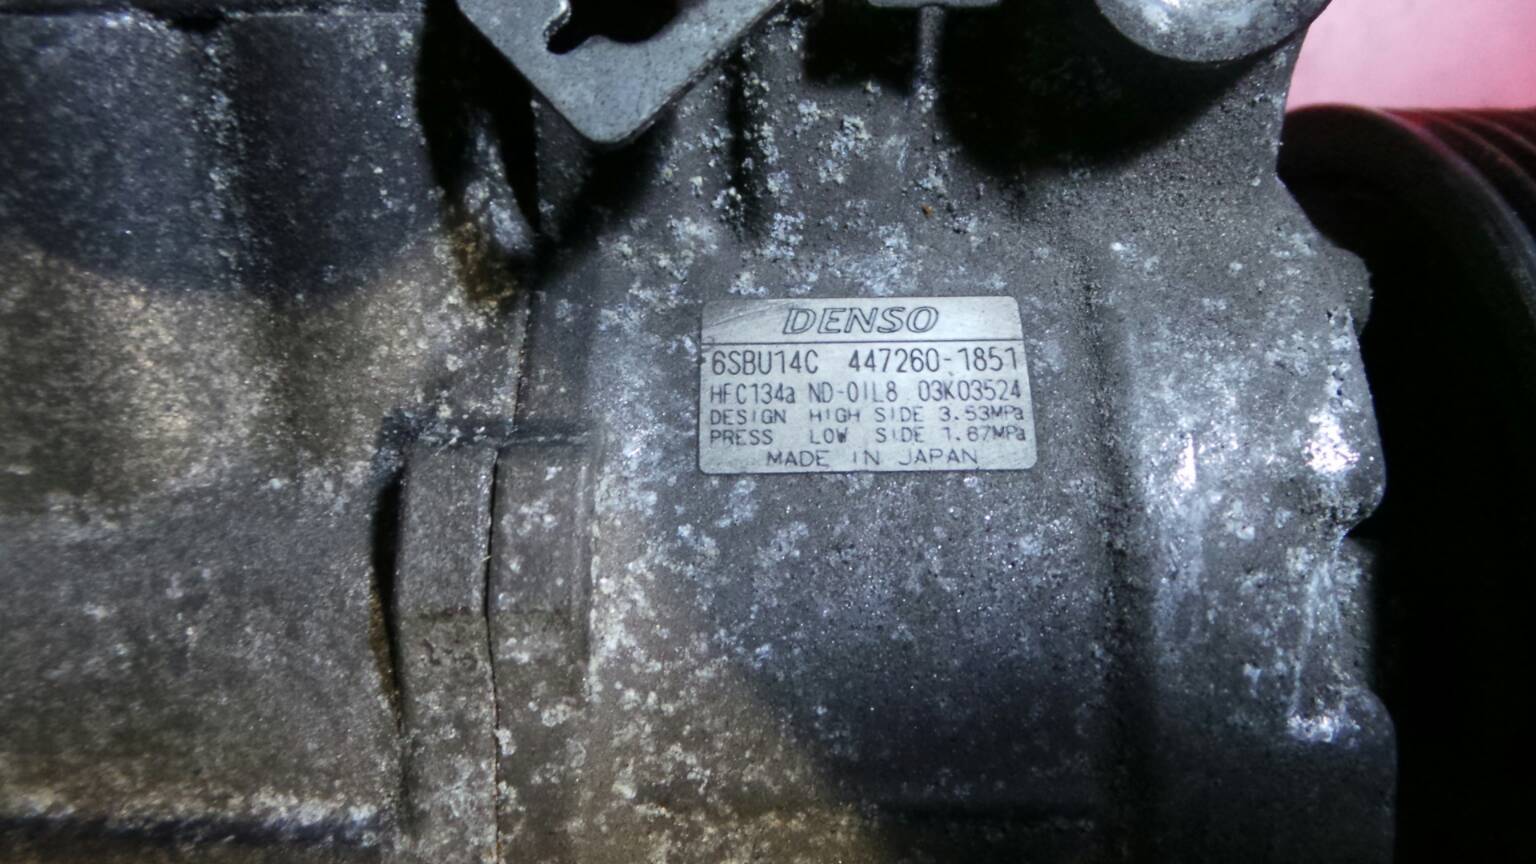 DENSO
6SBU14C 447260-1851
HFC134a ND-OIL8 03K03524
DESIGN HIGH SIDE 3.53MPa
PRESS LOW SIDE 1.67MPa
MADE IN JAPAN